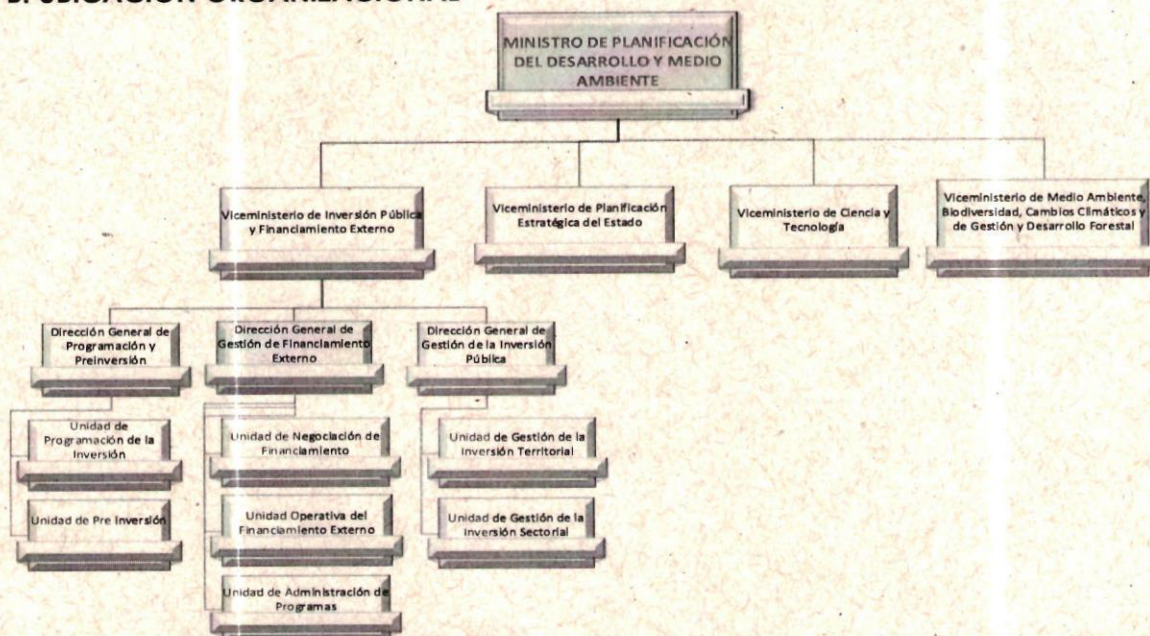 B. UBICACIÓN ORGANIZACIONAL
MINISTRO DE PLANIFICACIÓN
DEL DESARROLLO Y MEDIO
AMBIENTE
Viceministerio de Inversión Pública
y Financiamiento Externo
Viceministerio de Planificación
Estratégica del Estado
Viceministerio de Ciencia y
Tecnología
Viceministerio de Medio Ambiente,
Biodiversidad, Cambios Climáticos y
de Gestión y Desarrollo Forestal
Dirección General de
Programación y
Preinversión
Dirección General de
Gestión de Financiamiento
Externo
Dirección General de
Gestión de la Inversión
Pública
Unidad de
Programación de la
Inversión
Unidad de Pre Inversión
Unidad de Negociación de
Financiamiento
Unidad Operativa del
Financiamiento Externo
Unidad de Administración de
Programas
Unidad de Gestión de la
Inversión Territorial
Unidad de Gestión de la
Inversión Sectorial